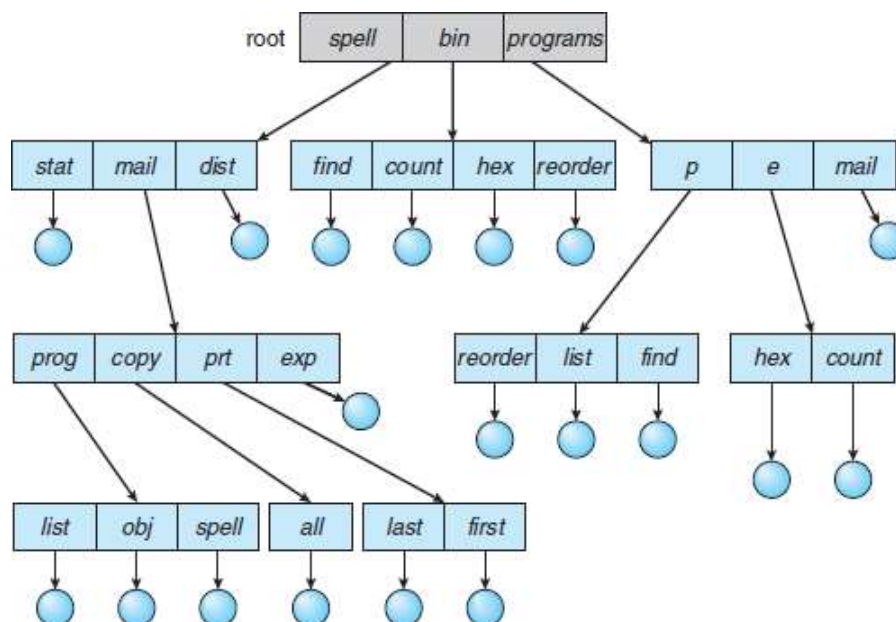 root spell bin programs
stat mail dist find count hex reorder p e mail
prog copy prt exp reorder list find hex count
list obj spell all last first